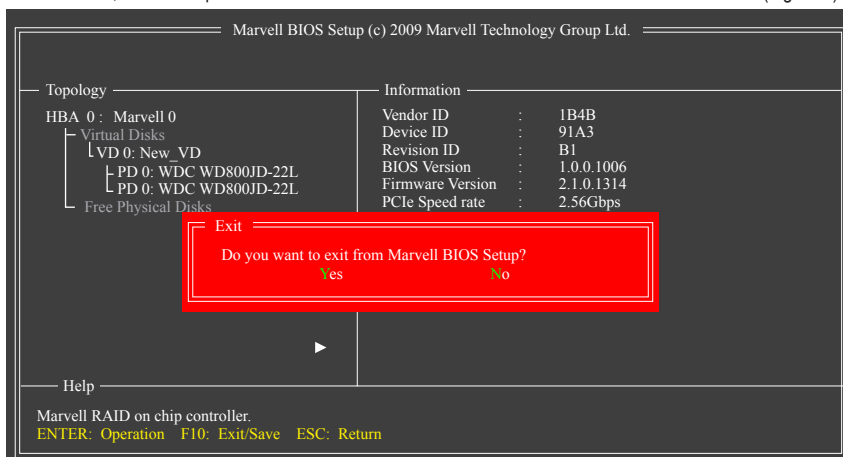 Marvell BIOS Setup (c) 2009 Marvell Technology Group Ltd.
Topology
HBA 0 : Marvell 0
Virtual Disks
VD 0: New_VD
PD 0: WDC WD800JD-22L
PD 0: WDC WD800JD-22L
Free Physical Disks
Information
Vendor ID : 1B4B
Device ID : 91A3
Revision ID : B1
BIOS Version : 1.0.0.1006
Firmware Version : 2.1.0.1314
PCIe Speed rate : 2.56Gbps
Exit
Do you want to exit from Marvell BIOS Setup?
Yes No
Help
Marvell RAID on chip controller.
ENTER: Operation F10: Exit/Save ESC: Return